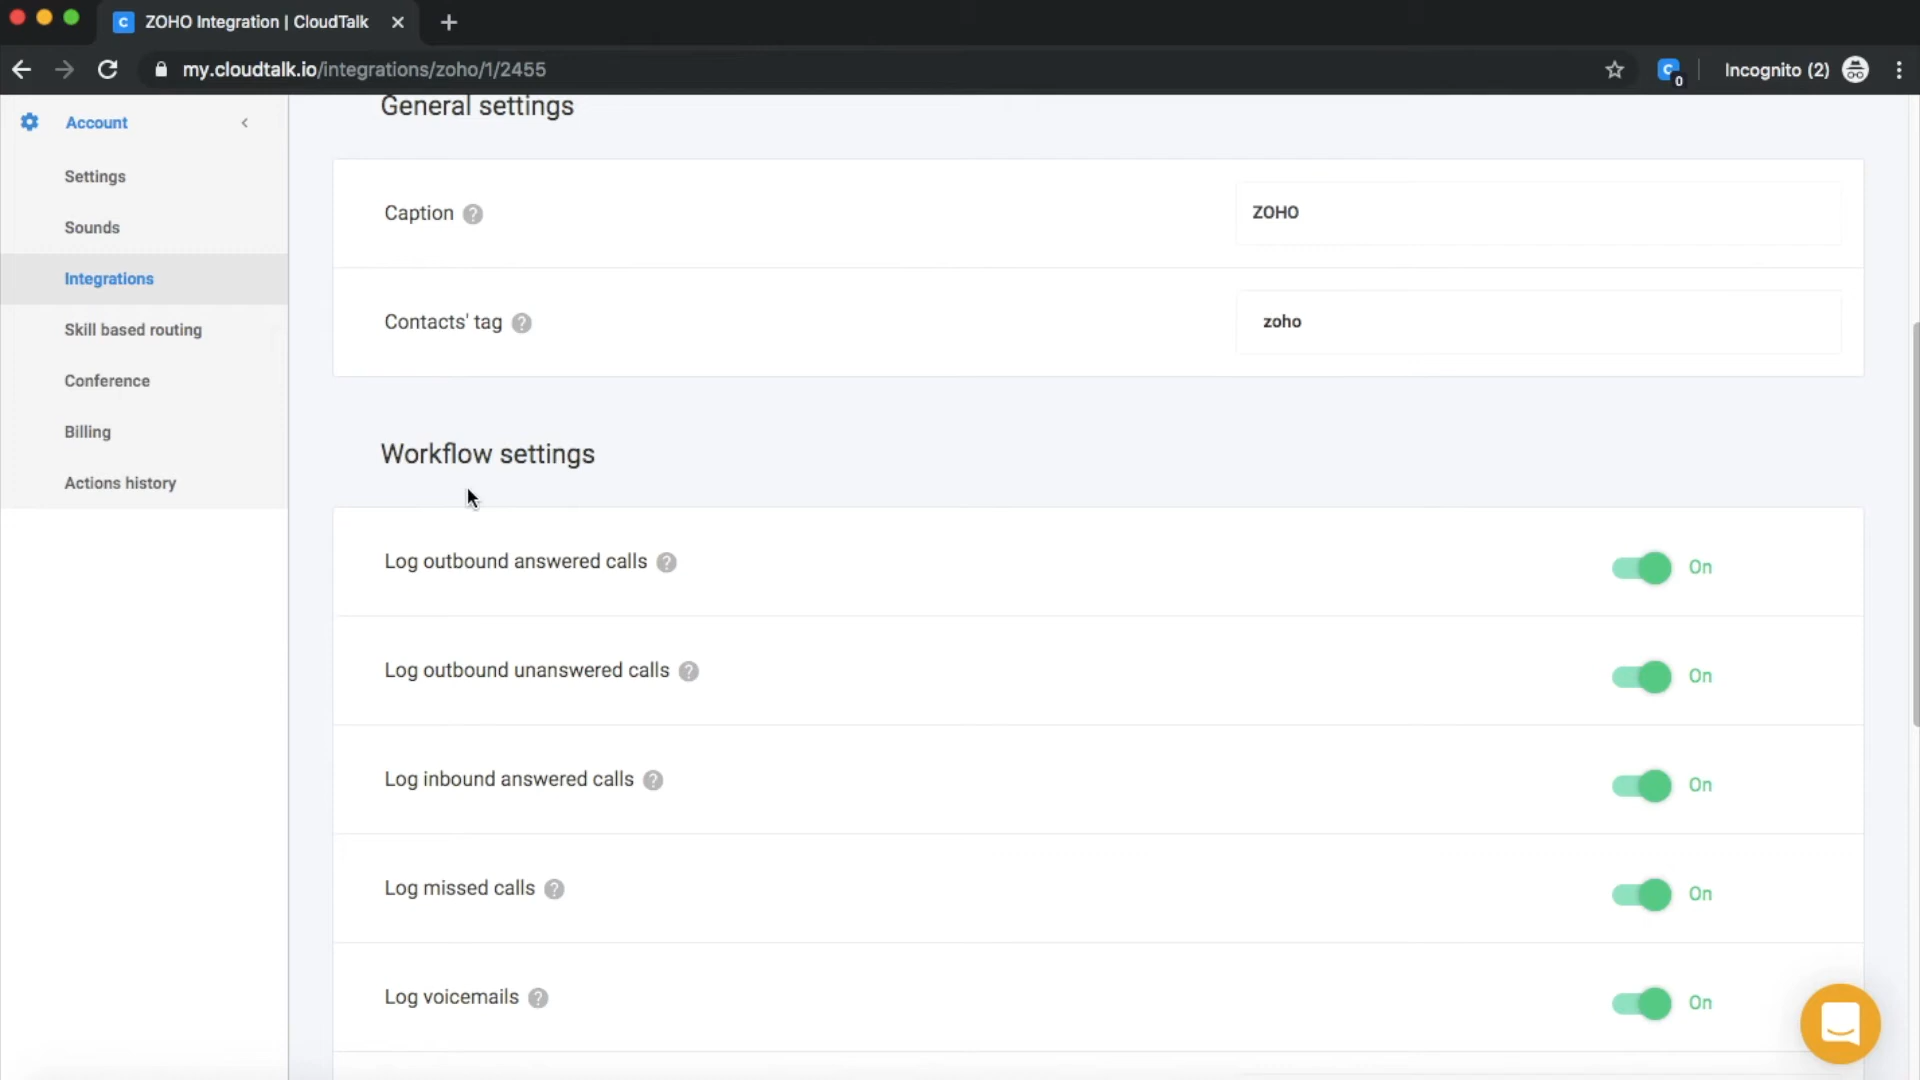 ZOHO Integration | CloudTalk
my.cloudtalk.io/integrations/zoho/1/2455
0
Incognito (2)
Account
Settings
Sounds
Integrations
Skill based routing
Conference
Billing
Actions history
General settings
Caption ?
ZOHO
Contacts' tag ?
zoho
Workflow settings
Log outbound answered calls ?
On
Log outbound unanswered calls ?
On
Log inbound answered calls ?
On
Log missed calls ?
On
Log voicemails ?
On